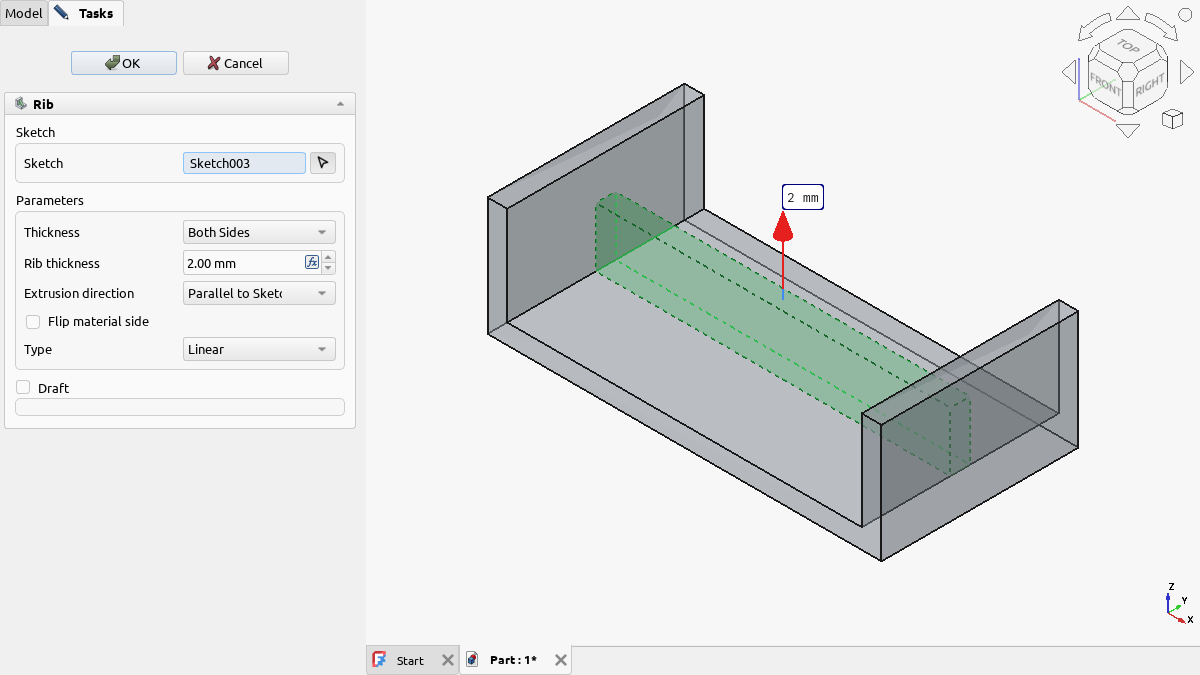 Model
Tasks
OK
Cancel
Rib
Sketch
Sketch
Sketch003
Parameters
Thickness
Both Sides
Rib thickness
2.00 mm
Extrusion direction
Parallel to Sketc
Flip material side
Type
Linear
Draft
2 mm
TOP
FRONT
RIGHT
Z
Y
X
Start
Part : 1*